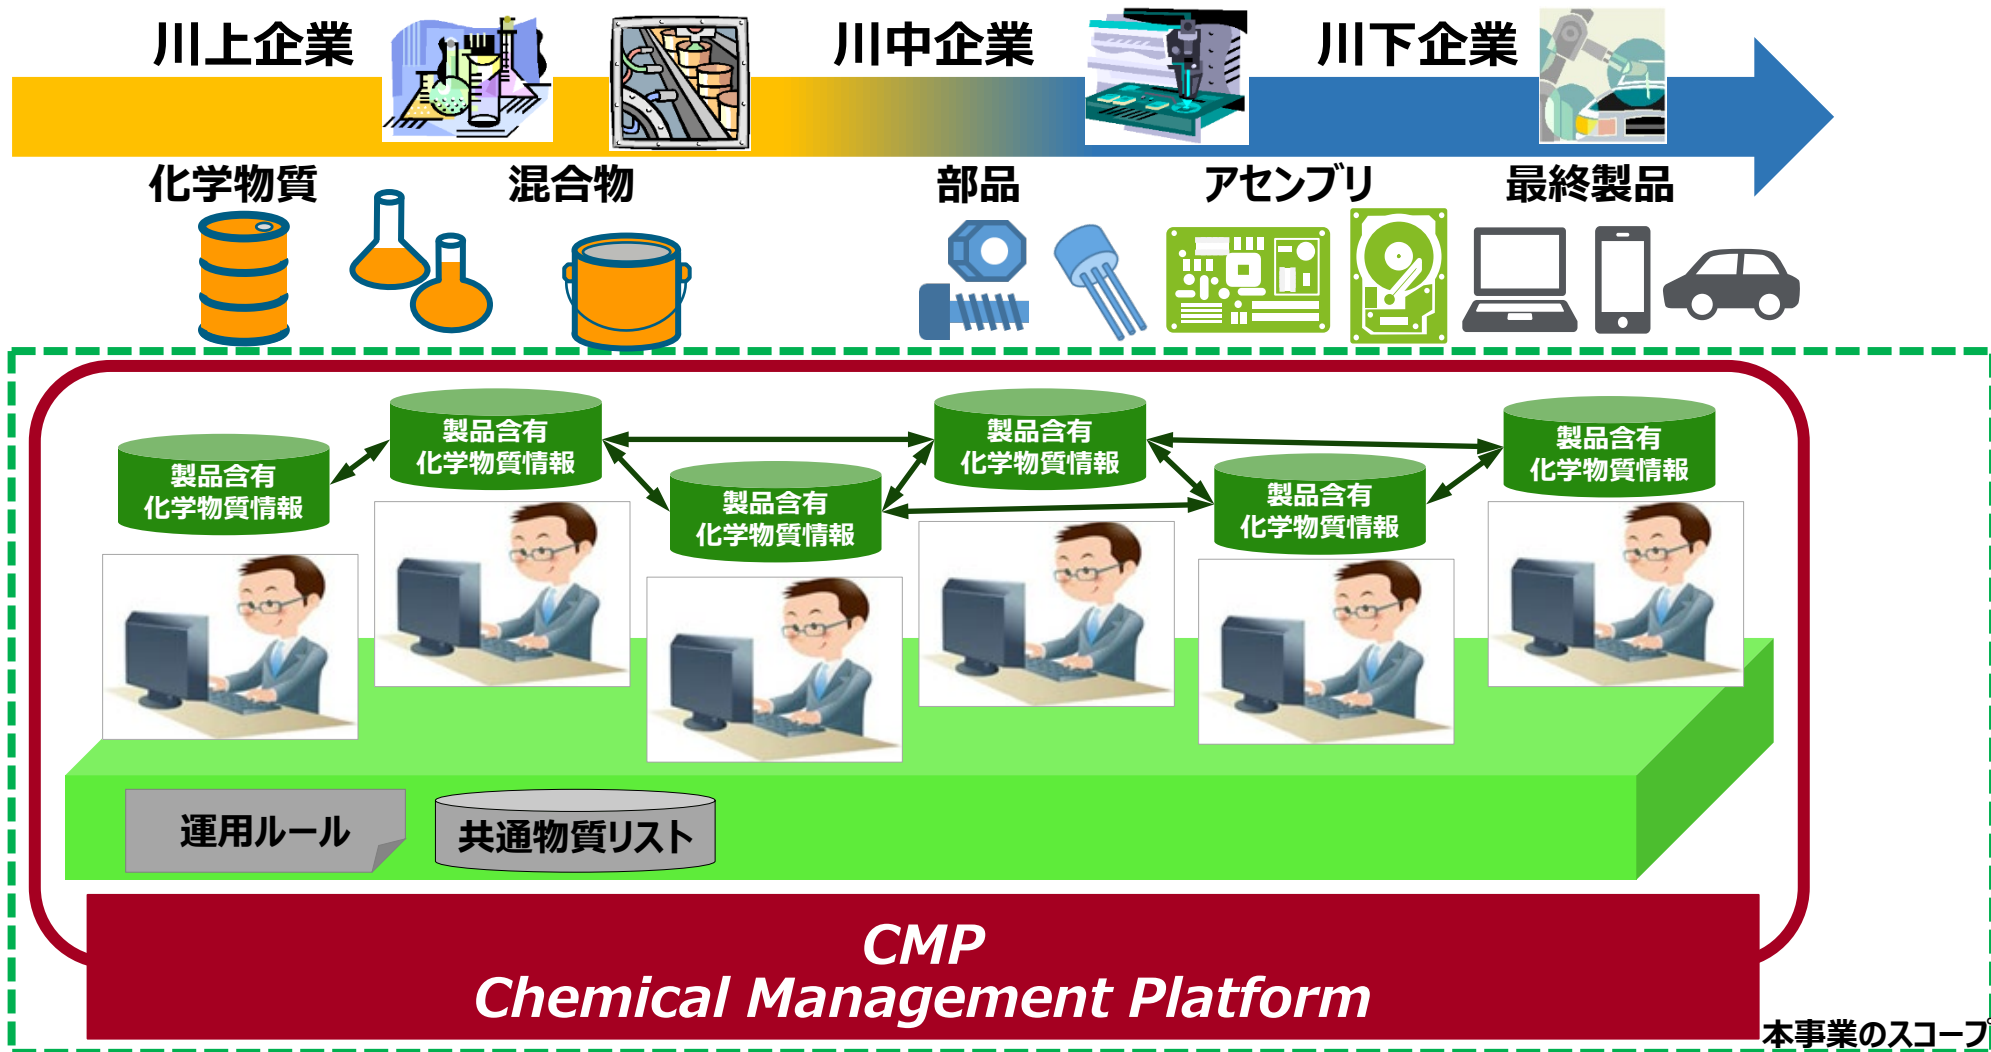 川上企業
川中企業
川下企業
化学物質
混合物
部品
アセンブリ
最終製品
製品含有
化学物質情報
製品含有
化学物質情報
製品含有
化学物質情報
製品含有
化学物質情報
製品含有
化学物質情報
製品含有
化学物質情報
運用ルール
共通物質リスト
CMP
Chemical Management Platform
本事業のスコープ